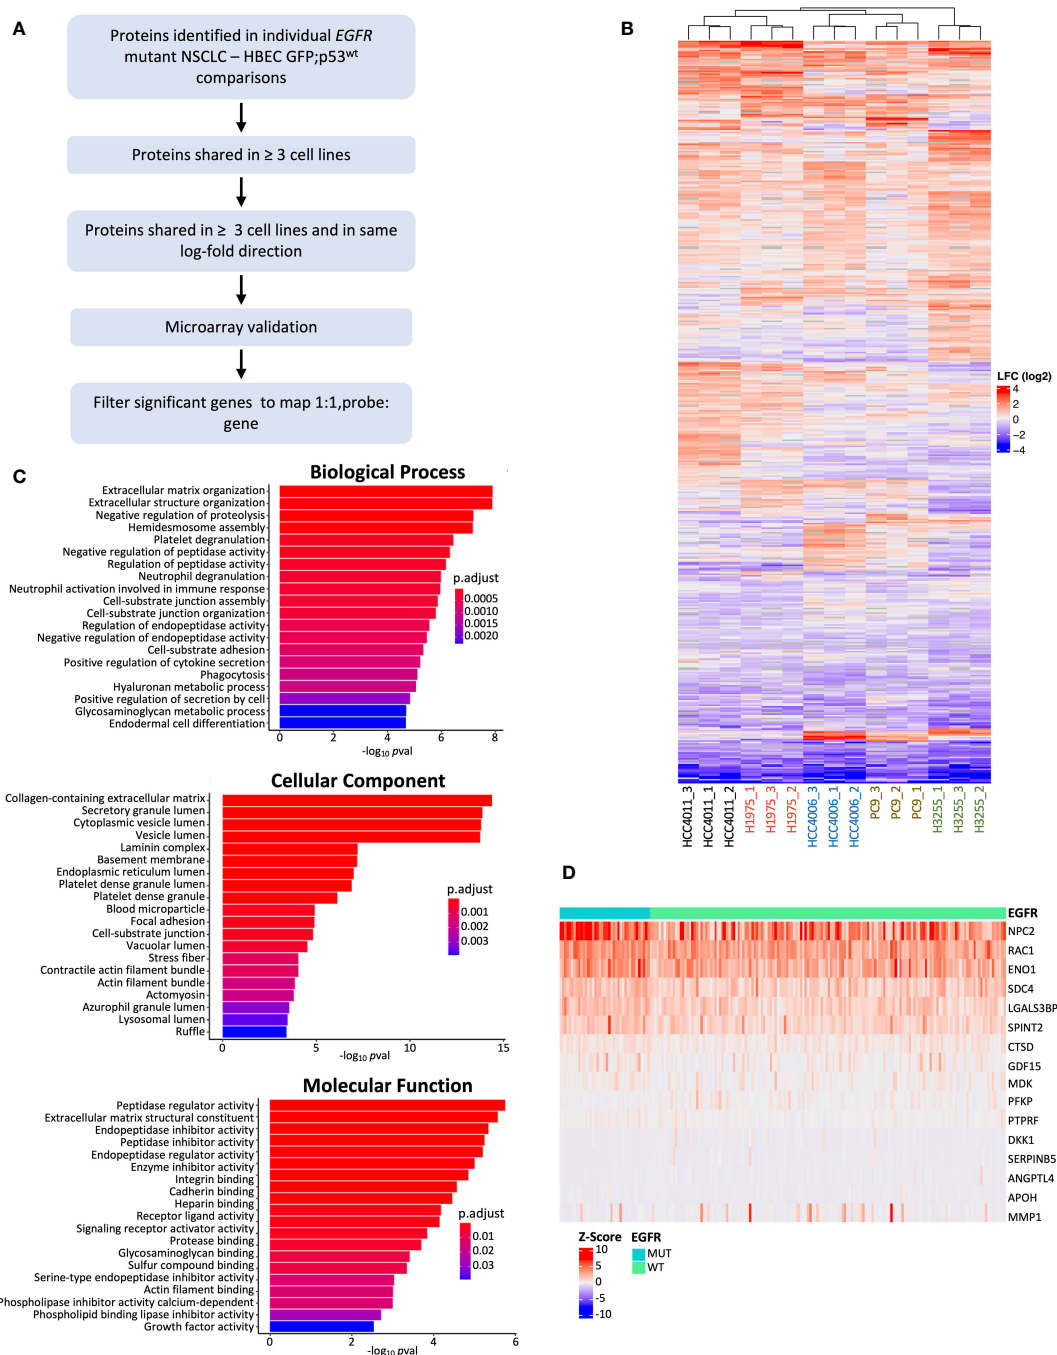 A
Proteins identified in individual EGFR
mutant NSCLC – HBEC GFP;p53wt
comparisons
Proteins shared in ≥ 3 cell lines
Proteins shared in ≥ 3 cell lines and in same
log-fold direction
Microarray validation
Filter significant genes to map 1:1,probe:
gene
B
LFC (log2)
4
2
0
−2
−4
HCC4011_3
HCC4011_1
HCC4011_2
H1975_1
H1975_3
H1975_2
HCC4006_3
HCC4006_1
HCC4006_2
PC9_3
PC9_2
PC9_1
H3255_1
H3255_3
H3255_2
C
Biological Process
Extracellular matrix organization
Extracellular structure organization
Negative regulation of proteolysis
Hemidesmosome assembly
Platelet degranulation
Negative regulation of peptidase activity
Regulation of peptidase activity
Neutrophil degranulation
Neutrophil activation involved in immune response
Cell-substrate junction assembly
Cell-substrate junction organization
Regulation of endopeptidase activity
Negative regulation of endopeptidase activity
Cell-substrate adhesion
Positive regulation of cytokine secretion
Phagocytosis
Hyaluronan metabolic process
Positive regulation of secretion by cell
Glycosaminoglycan metabolic process
Endodermal cell differentiation
0 2 4 6 8
-log10 pval
p.adjust
0.0005
0.0010
0.0015
0.0020
Cellular Component
Collagen-containing extracellular matrix
Secretory granule lumen
Cytoplasmic vesicle lumen
Vesicle lumen
Laminin complex
Basement membrane
Endoplasmic reticulum lumen
Platelet dense granule lumen
Platelet dense granule
Blood microparticle
Focal adhesion
Cell-substrate junction
Vacuolar lumen
Stress fiber
Contractile actin filament bundle
Actin filament bundle
Actomyosin
Azurophil granule lumen
Lysosomal lumen
Ruffle
0 5 10 15
-log10 pval
p.adjust
0.001
0.002
0.003
Molecular Function
Peptidase regulator activity
Extracellular matrix structural constituent
Endopeptidase inhibitor activity
Peptidase inhibitor activity
Endopeptidase regulator activity
Enzyme inhibitor activity
Integrin binding
Cadherin binding
Heparin binding
Receptor ligand activity
Signaling receptor activator activity
Protease binding
Glycosaminoglycan binding
Sulfur compound binding
Serine-type endopeptidase inhibitor activity
Actin filament binding
Phospholipase inhibitor activity calcium-dependent
Phospholipid binding lipase inhibitor activity
Growth factor activity
0 2 4 6
-log10 pval
p.adjust
0.01
0.02
0.03
D
EGFR
NPC2
RAC1
ENO1
SDC4
LGALS3BP
SPINT2
CTSD
GDF15
MDK
PFKP
PTPRF
DKK1
SERPINB5
ANGPTL4
APOH
MMP1
Z-Score
10
5
0
-5
-10
EGFR
MUT
WT